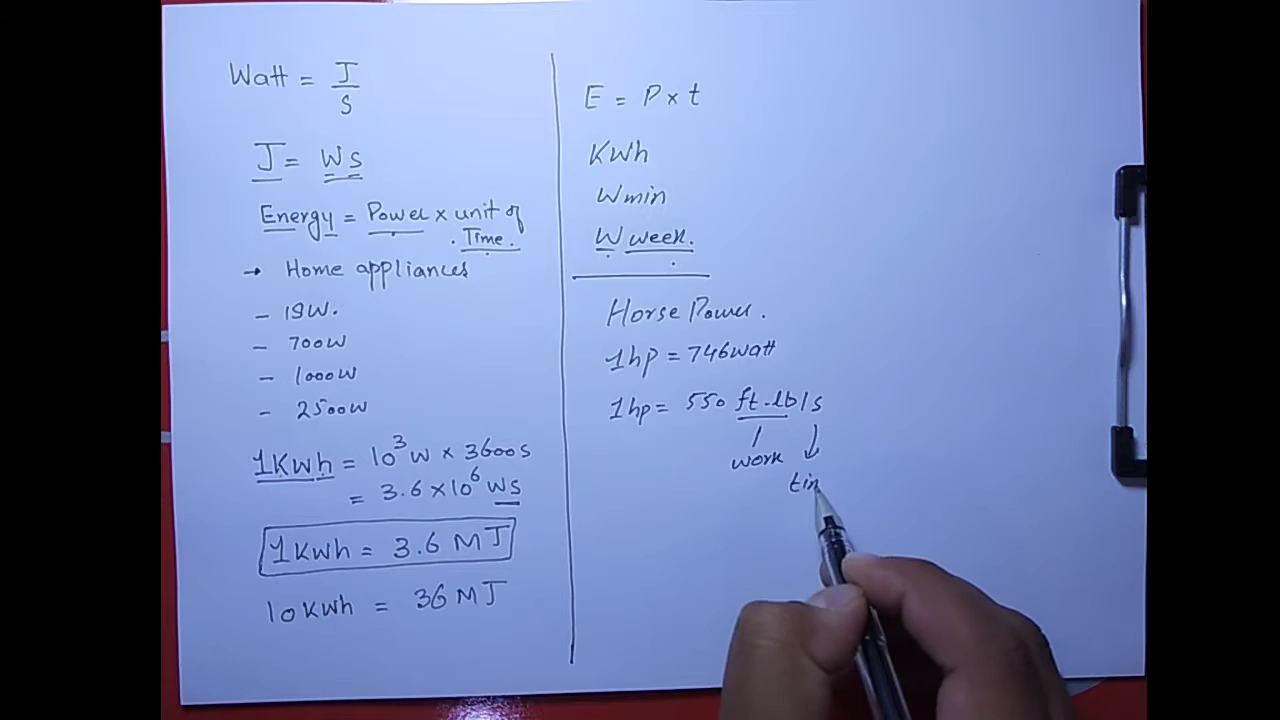 Watt = J/S
J = WS
Energy = Power × unit of
Time.
→ Home appliances
- 18W.
- 700W
- 1000W
- 2500W
1KWh = 10³W × 3600S
= 3.6 × 10⁶ WS
1KWh = 3.6 MJ
10KWh = 36 MJ
E = P × t
KWh
Wmin
W week.
Horse Power.
1hp = 746watt
1hp = 550 ft-lb/s
work
tim